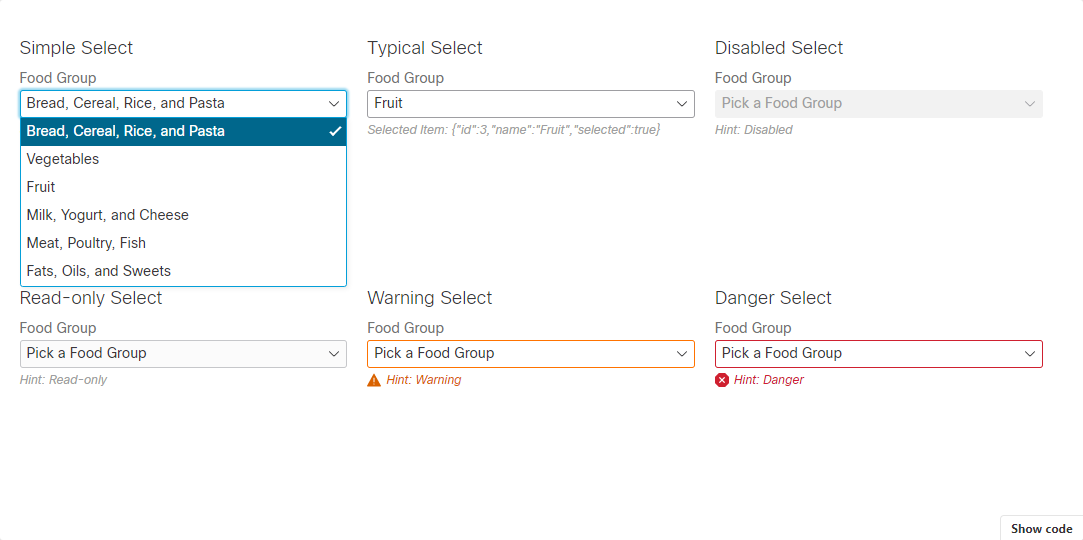 Simple Select
Food Group
Bread, Cereal, Rice, and Pasta
Bread, Cereal, Rice, and Pasta
Vegetables
Fruit
Milk, Yogurt, and Cheese
Meat, Poultry, Fish
Fats, Oils, and Sweets
Typical Select
Food Group
Fruit
Selected Item: {"id":3,"name":"Fruit","selected":true}
Disabled Select
Food Group
Pick a Food Group
Hint: Disabled
Read-only Select
Food Group
Pick a Food Group
Hint: Read-only
Warning Select
Food Group
Pick a Food Group
Hint: Warning
Danger Select
Food Group
Pick a Food Group
Hint: Danger
Show code